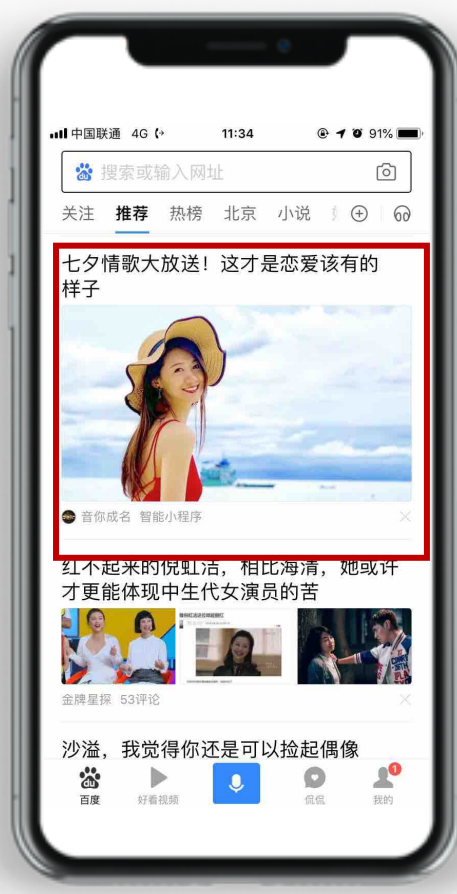 中国联通 4G 11:34 91%
du 搜索或输入网址
关注 推荐 热榜 北京 小说
七夕情歌大放送！这才是恋爱该有的
样子
音你成名 智能小程序
红不起来的倪虹洁，相比海清，她或许
才更能体现中生代女演员的苦
金牌星探 53评论
沙溢，我觉得你还是可以捡起偶像
du
百度 好看视频 侃侃 我的
1